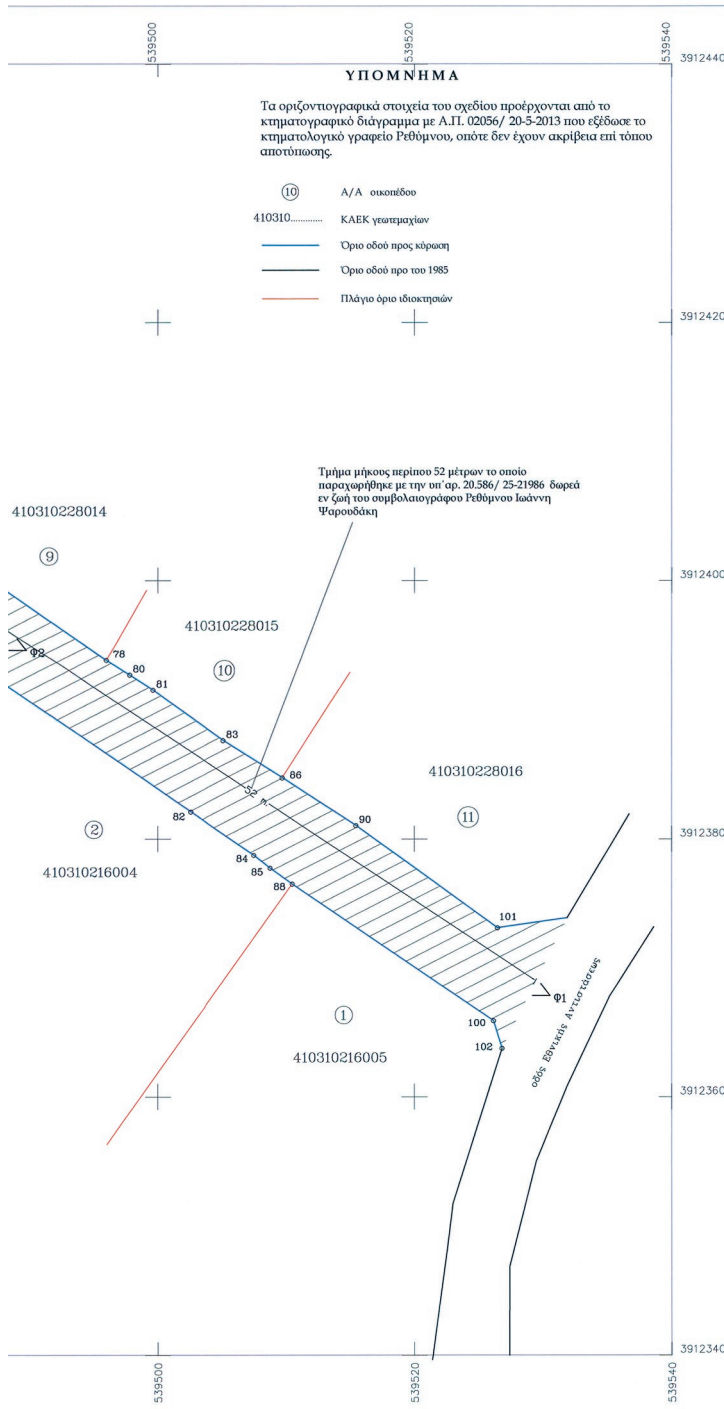 539500
539520
539540
3912440
ΥΠΟΜΝΗΜΑ
Τα οριζοντιογραφικά στοιχεία του σχεδίου προέρχονται από το
κτηματογραφικό διάγραμμα με Α.Π. 02056/ 20-5-2013 που εξέδωσε το
κτηματολογικό γραφείο Ρεθύμνου, οπότε δεν έχουν ακρίβεια επί τόπου
αποτύπωσης.
10 Α/Α οικοπέδου
410310............. ΚΑΕΚ γεωτεμαχίων
Όριο οδού προς κύρωση
Όριο οδού προ του 1985
Πλάγιο όριο ιδιοκτησιών
3912420
Τμήμα μήκους περίπου 52 μέτρων το οποίο
παραχωρήθηκε με την υπ'αρ. 20.586/ 25-21986 δωρεά
εν ζωή του συμβολαιογράφου Ρεθύμνου Ιωάννη
Ψαρουδάκη
410310228014
9
3912400
410310228015
78
φ2
80
10
81
83
86
410310228016
52 m.
90
82
11
2
3912380
84
410310216004
85
88
101
φ1
1
100
οδός Εθνικής Αντιστάσεως
102
410310216005
3912360
3912340
539500
539520
539540